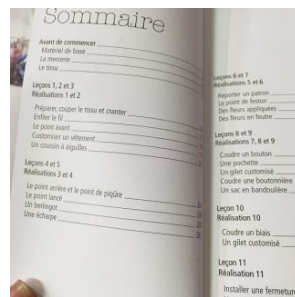 Sommaire
Avant de commencer
Matériel de base
La mercerie
Le tissu
Leçons 1, 2 et 3
Réalisations 1 et 2
Préparer, couper le tissu et cranter
Enfiler le fil
Le point avant
Customiser un vêtement
Un coussin à aiguilles
Leçons 4 et 5
Réalisations 3 et 4
Le point arrière et le point de piqûre
Le point lancé
Un berlingot
Une écharpe
Leçons 6 et 7
Réalisations 5 et 6
Reporter un patron
Le point de feston
Des fleurs appliquées
Des fleurs en feutre
Leçons 8 et 9
Réalisations 7, 8 et 9
Coudre un bouton
Une pochette
Un gilet customisé
Coudre une boutonnière
Un sac en bandoulière
Leçon 10
Réalisation 10
Coudre un biais
Un gilet customisé
Leçon 11
Réalisation 11
Installer une fermeture